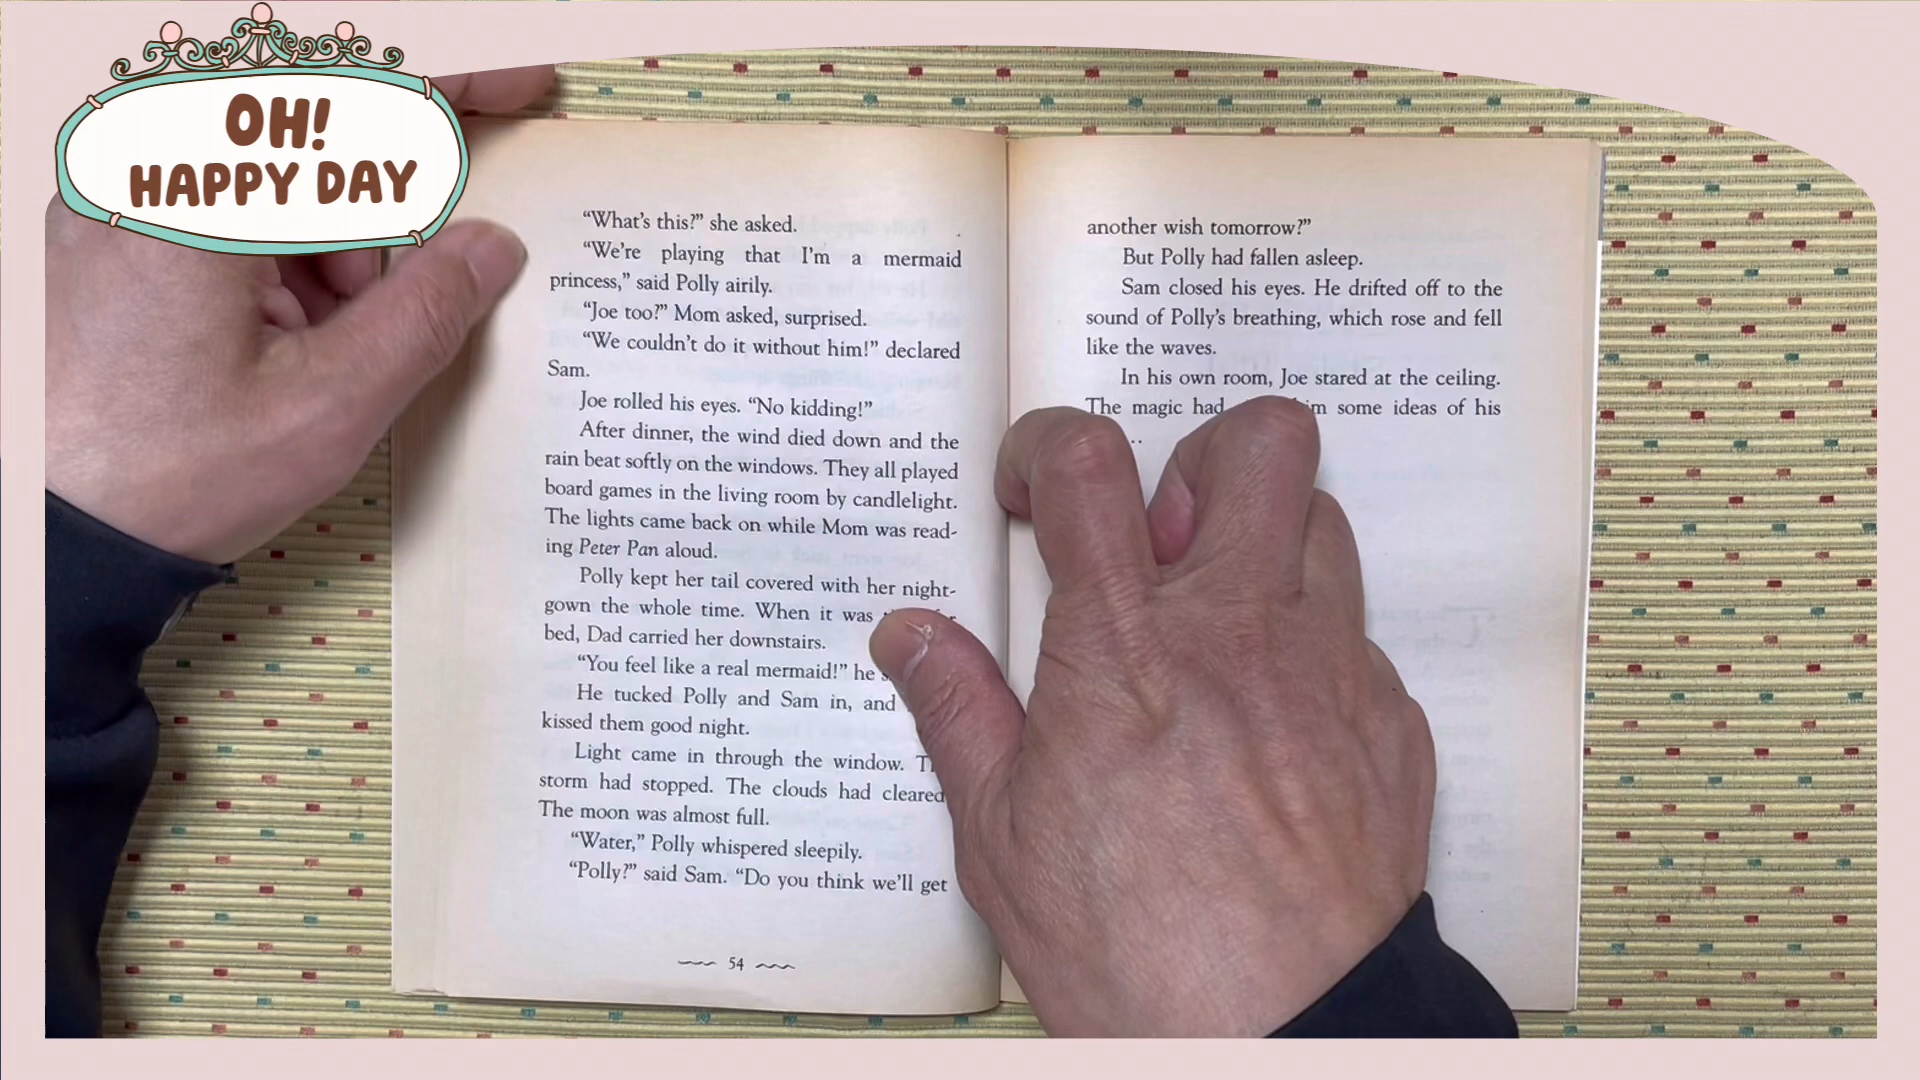 OH!
HAPPY DAY
“What’s this?” she asked.
“We’re playing that I’m a mermaid
princess,” said Polly airily.
“Joe too?” Mom asked, surprised.
“We couldn’t do it without him!” declared
Sam.
Joe rolled his eyes. “No kidding!”
After dinner, the wind died down and the
rain beat softly on the windows. They all played
board games in the living room by candlelight.
The lights came back on while Mom was read-
ing Peter Pan aloud.
Polly kept her tail covered with her night-
gown the whole time. When it was
bed, Dad carried her downstairs.
“You feel like a real mermaid!” he
He tucked Polly and Sam in, and
kissed them good night.
Light came in through the window.
storm had stopped. The clouds had cleared
The moon was almost full.
“Water,” Polly whispered sleepily.
“Polly?” said Sam. “Do you think we’ll get
54
another wish tomorrow?”
But Polly had fallen asleep.
Sam closed his eyes. He drifted off to the
sound of Polly’s breathing, which rose and fell
like the waves.
In his own room, Joe stared at the ceiling.
The magic had some ideas of his